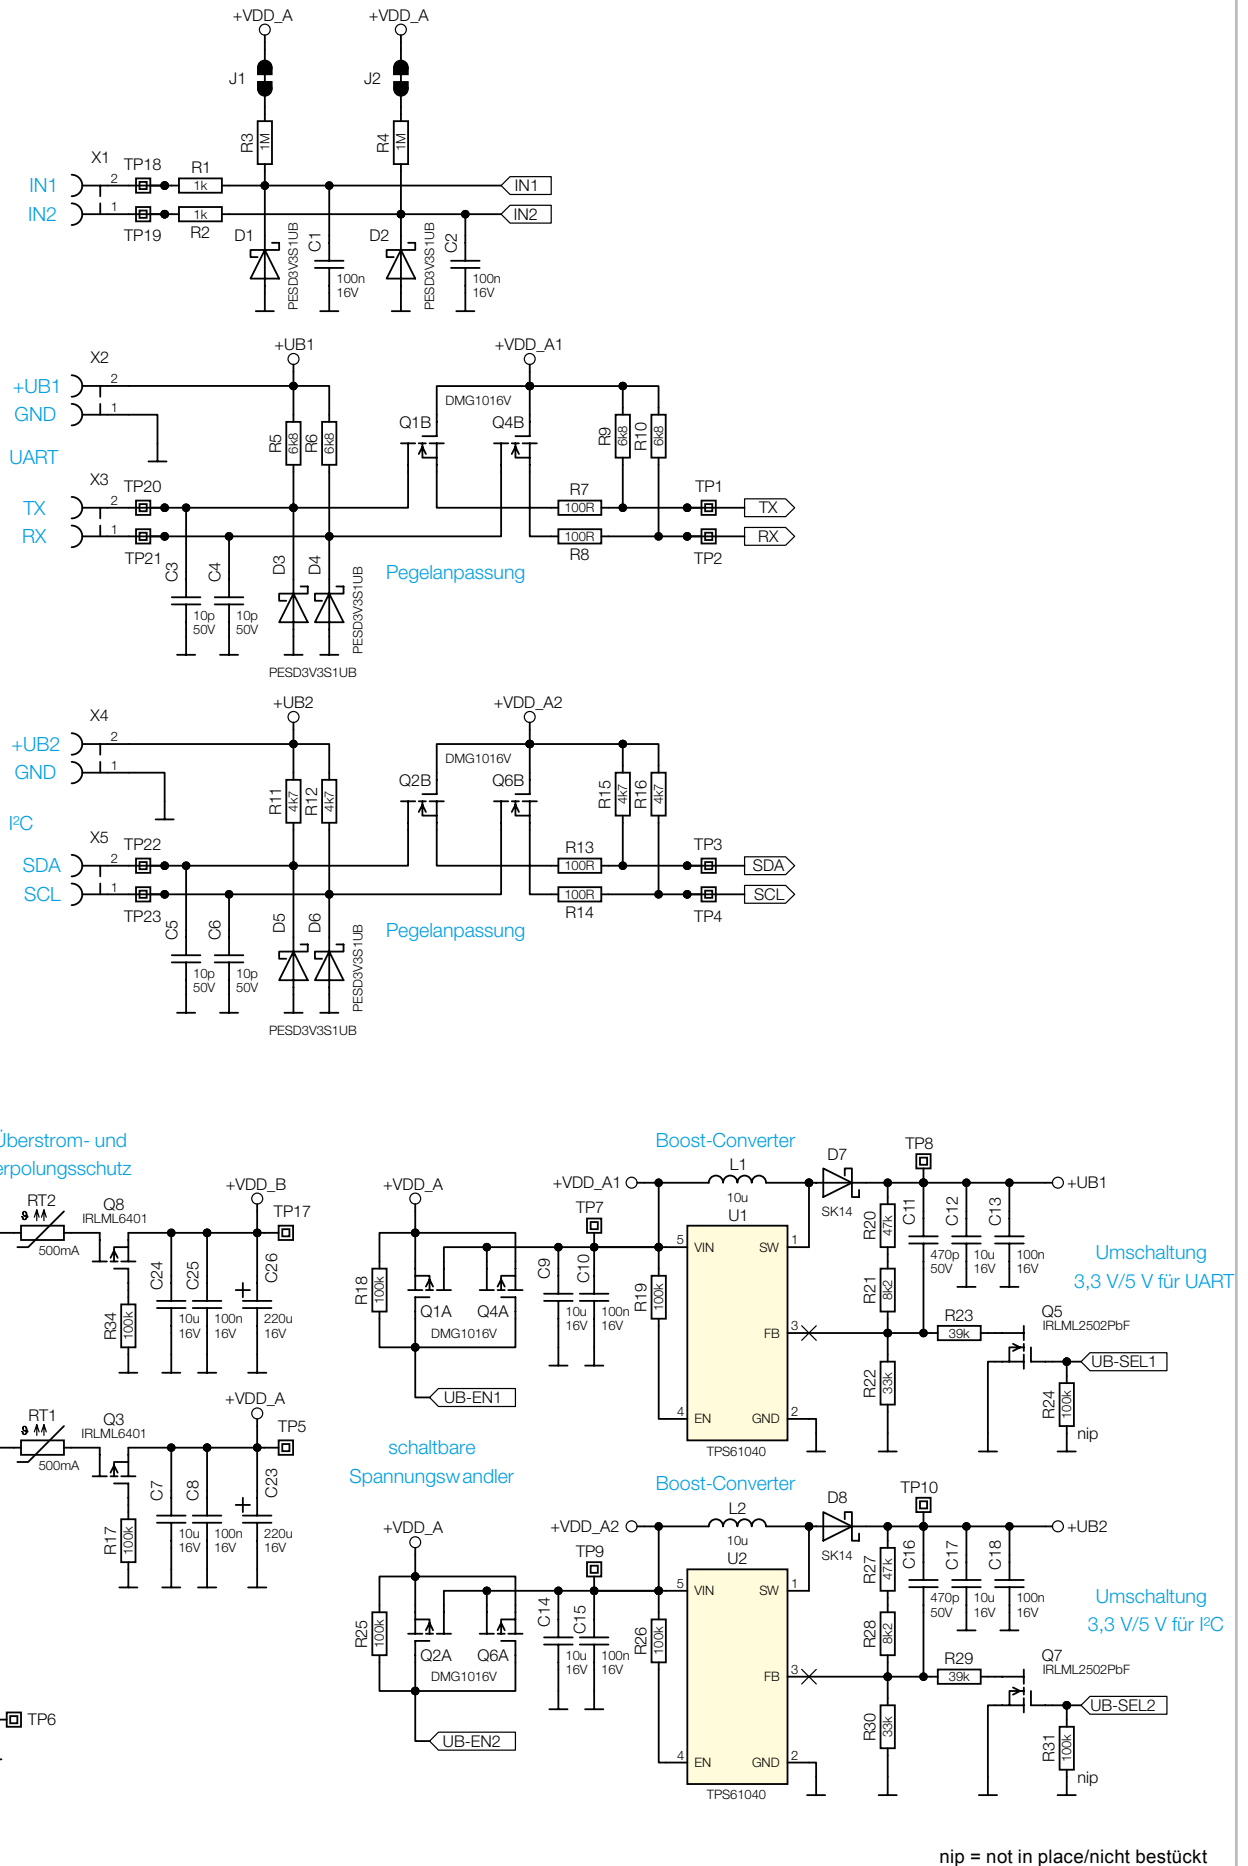 +VDD_A
+VDD_A
J1
J2
R3
1M
R4
1M
X1
TP18
R1
IN1
2
1k
IN1
IN2
1
1k
IN2
TP19
R2
D1
PESD3V3S1UB
C1
100n
16V
D2
PESD3V3S1UB
C2
100n
16V
+UB1
+VDD_A1
X2
+UB1
2
GND
1
DMG1016V
Q1B
Q4B
R5
6k8
R6
6k8
R9
6k8
R10
6k8
UART
X3
TP20
R7
TP1
TX
2
100R
TX
RX
1
100R
RX
TP21
R8
TP2
C3
10p
50V
C4
10p
50V
D3
D4
PESD3V3S1UB
Pegelanpassung
PESD3V3S1UB
+UB2
+VDD_A2
X4
+UB2
2
GND
1
DMG1016V
Q2B
Q6B
R11
4k7
R12
4k7
R15
4k7
R16
4k7
I²C
X5
TP22
R13
TP3
SDA
2
100R
SDA
SCL
1
100R
SCL
TP23
R14
TP4
C5
10p
50V
C6
10p
50V
D5
D6
PESD3V3S1UB
Pegelanpassung
PESD3V3S1UB
Überstrom- und
erpolungsschutz
RT2
500mA
Q8
IRLML6401
+VDD_B
TP17
R34
100k
C24
10u
16V
C25
100n
16V
C26
220u
16V
RT1
500mA
Q3
IRLML6401
+VDD_A
TP5
R17
100k
C7
10u
16V
C8
100n
16V
C23
220u
16V
TP6
Boost-Converter
+VDD_A
R18
100k
Q1A
Q4A
DMG1016V
UB-EN1
+VDD_A1
TP7
C9
10u
16V
C10
100n
16V
R19
100k
L1
10u
U1
5
VIN
SW
1
FB
3
4
EN
GND
2
TPS61040
D7
SK14
TP8
+UB1
R20
47k
R21
8k2
R22
33k
C11
470p
50V
C12
10u
16V
C13
100n
16V
R23
39k
Q5
IRLML2502PbF
UB-SEL1
R24
100k
nip
Umschaltung
3,3 V/5 V für UART
schaltbare
Spannungswandler
Boost-Converter
+VDD_A
R25
100k
Q2A
Q6A
DMG1016V
UB-EN2
+VDD_A2
TP9
C14
10u
16V
C15
100n
16V
R26
100k
L2
10u
U2
5
VIN
SW
1
FB
3
4
EN
GND
2
TPS61040
D8
SK14
TP10
+UB2
R27
47k
R28
8k2
R30
33k
C16
470p
50V
C17
10u
16V
C18
100n
16V
R29
39k
Q7
IRLML2502PbF
UB-SEL2
R31
100k
nip
Umschaltung
3,3 V/5 V für I²C
nip = not in place/nicht bestückt